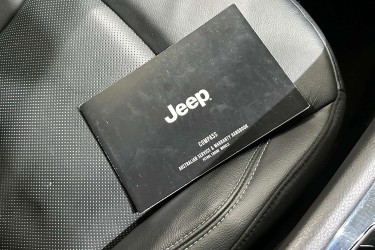 Jeep
COMPASS
AUSTRALIAN SERVICE & WARRANTY HANDBOOK